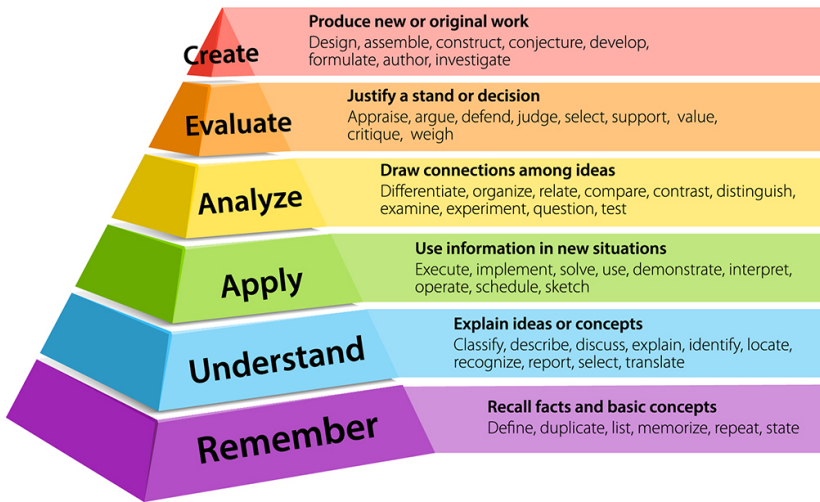 Create
Produce new or original work
Design, assemble, construct, conjecture, develop,
formulate, author, investigate
Evaluate
Justify a stand or decision
Appraise, argue, defend, judge, select, support, value,
critique, weigh
Analyze
Draw connections among ideas
Differentiate, organize, relate, compare, contrast, distinguish,
examine, experiment, question, test
Apply
Use information in new situations
Execute, implement, solve, use, demonstrate, interpret,
operate, schedule, sketch
Understand
Explain ideas or concepts
Classify, describe, discuss, explain, identify, locate,
recognize, report, select, translate
Remember
Recall facts and basic concepts
Define, duplicate, list, memorize, repeat, state